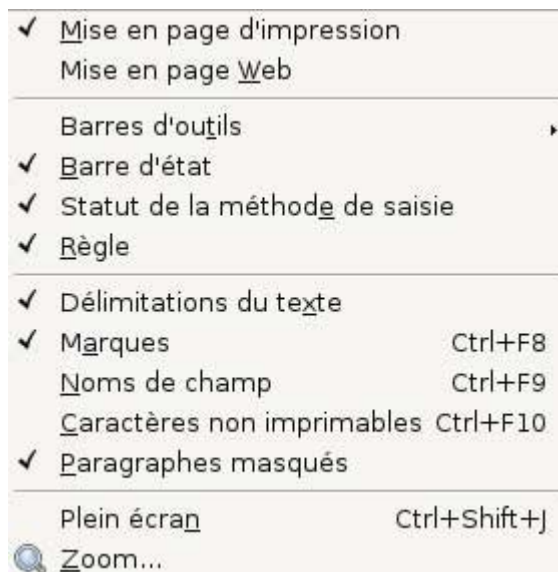 Mise en page d'impression
Mise en page Web
Barres d'outils
Barre d'état
Statut de la méthode de saisie
Règle
Délimitations du texte
Marques Ctrl+F8
Noms de champ Ctrl+F9
Caractères non imprimables Ctrl+F10
Paragraphes masqués
Plein écran Ctrl+Shift+J
Zoom...